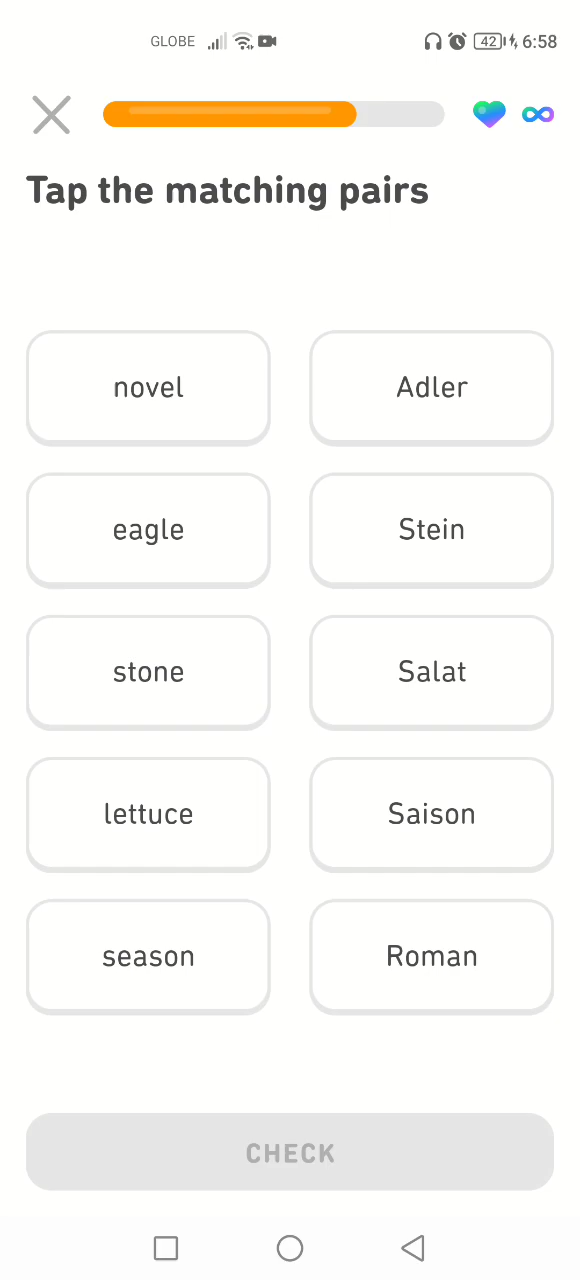 GLOBE 42 6:58
Tap the matching pairs
novel Adler
eagle Stein
stone Salat
lettuce Saison
season Roman
CHECK